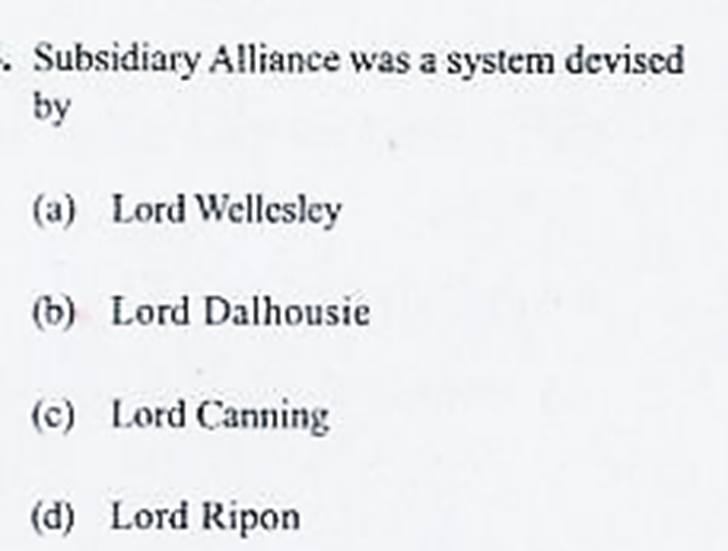 . Subsidiary Alliance was a system devised
by
(a) Lord Wellesley
(b) Lord Dalhousie
(c) Lord Canning
(d) Lord Ripon